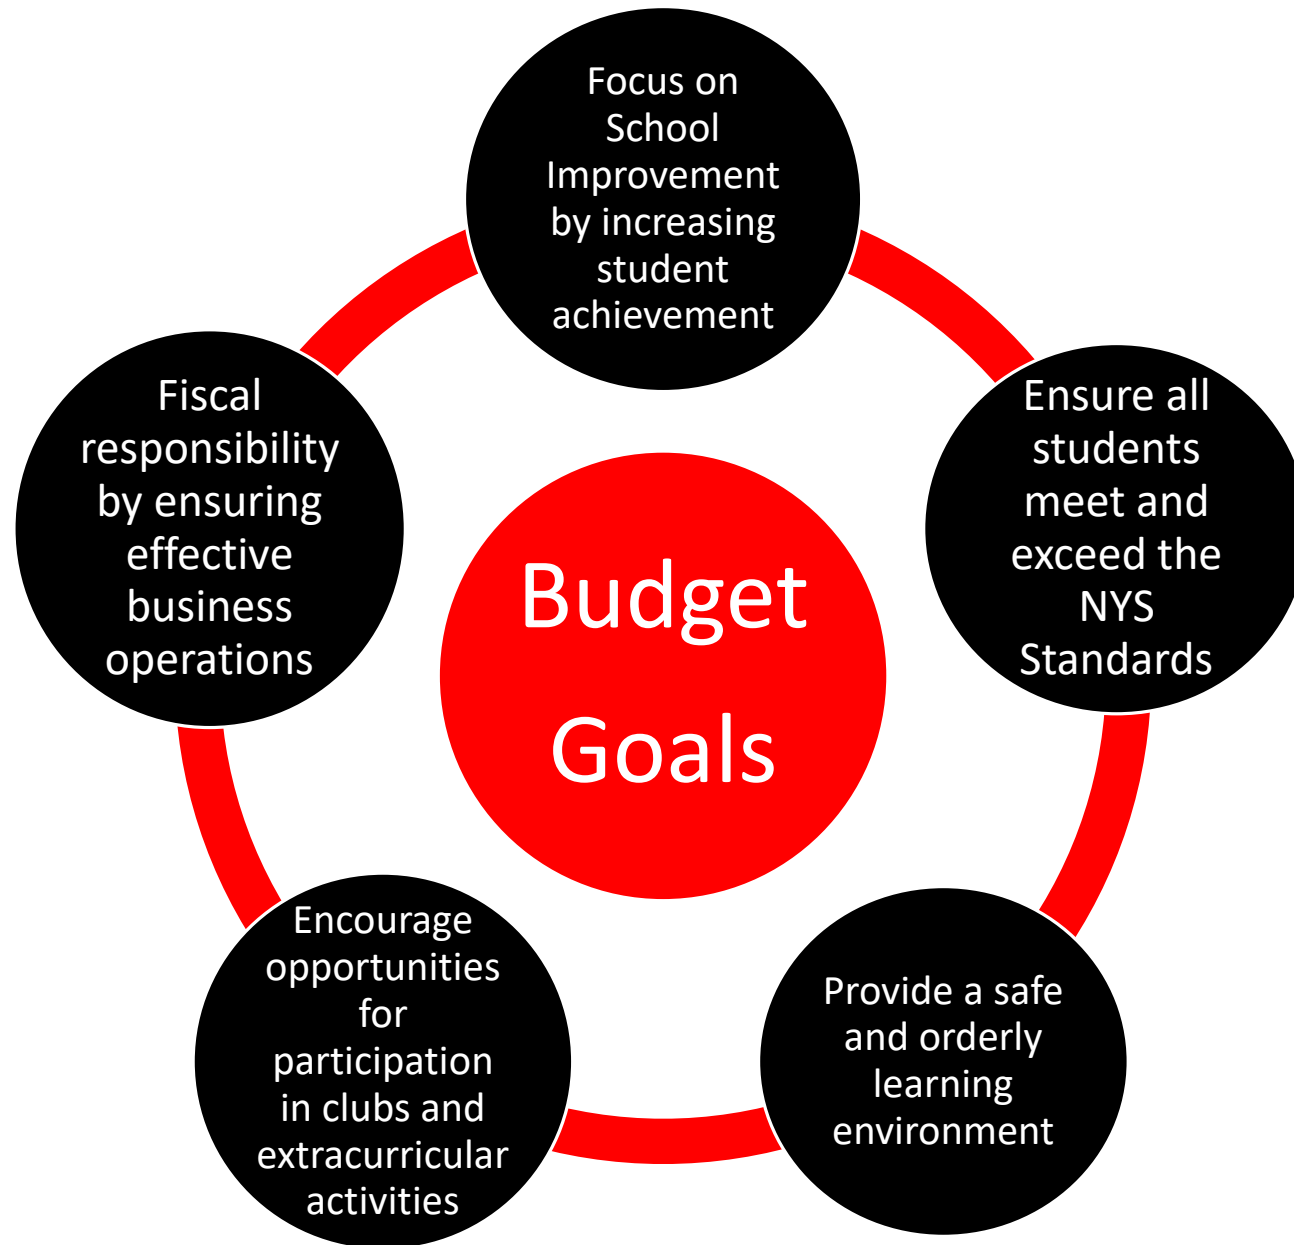 Focus on
School
Improvement
by increasing
student
achievement
Ensure all
students
meet and
exceed the
NYS
Standards
Provide a safe
and orderly
learning
environment
Encourage
opportunities
for
participation
in clubs and
extracurricular
activities
Fiscal
responsibility
by ensuring
effective
business
operations
Budget
Goals